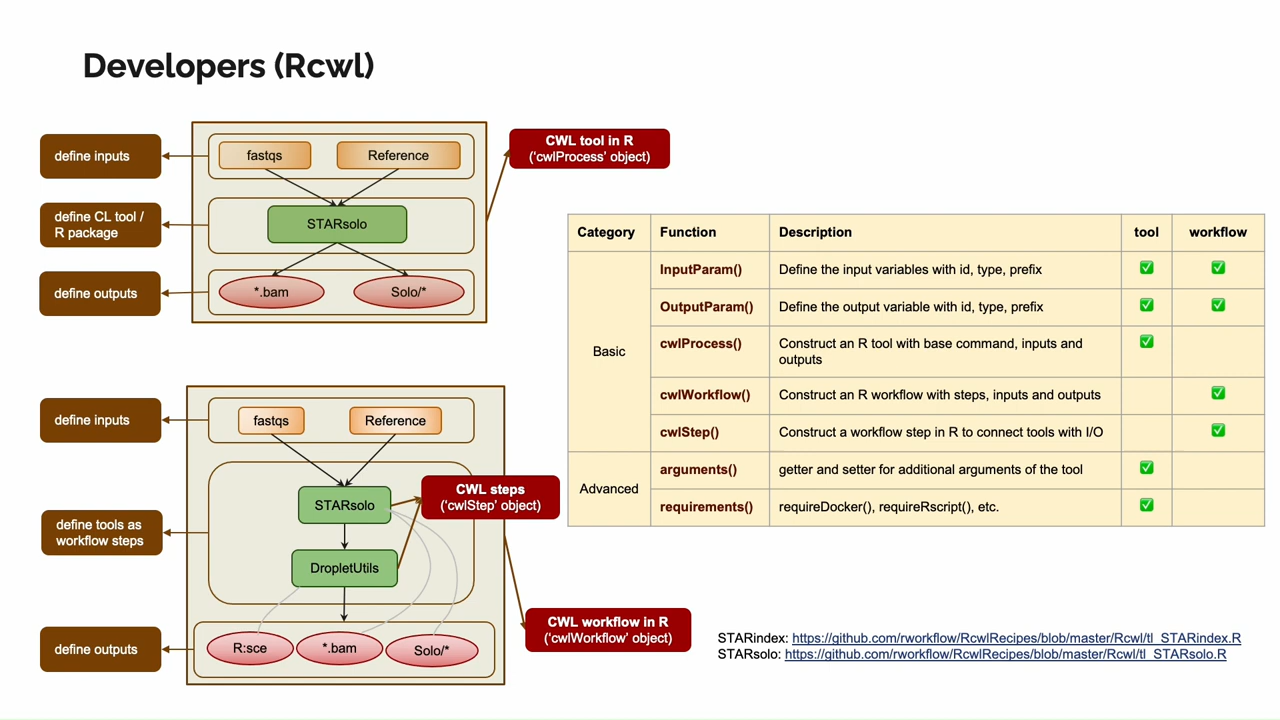 Developers (Rcwl)
define inputs
fastqs
Reference
CWL tool in R
(‘cwlProcess’ object)
define CL tool /
R package
STARsolo
define outputs
*.bam
Solo/*
define inputs
fastqs
Reference
define tools as
workflow steps
STARsolo
CWL steps
(‘cwlStep’ object)
DropletUtils
CWL workflow in R
(‘cwlWorkflow’ object)
define outputs
R:sce
*.bam
Solo/*
Category Function Description tool workflow
Basic
InputParam() Define the input variables with id, type, prefix ✅ ✅
OutputParam() Define the output variable with id, type, prefix ✅ ✅
cwlProcess() Construct an R tool with base command, inputs and
outputs ✅
cwlWorkflow() Construct an R workflow with steps, inputs and outputs ✅
cwlStep() Construct a workflow step in R to connect tools with I/O ✅
Advanced
arguments() getter and setter for additional arguments of the tool ✅
requirements() requireDocker(), requireRscript(), etc. ✅
STARindex: https://github.com/rworkflow/RcwlRecipes/blob/master/Rcwl/tl_STARindex.R
STARsolo: https://github.com/rworkflow/RcwlRecipes/blob/master/Rcwl/tl_STARsolo.R